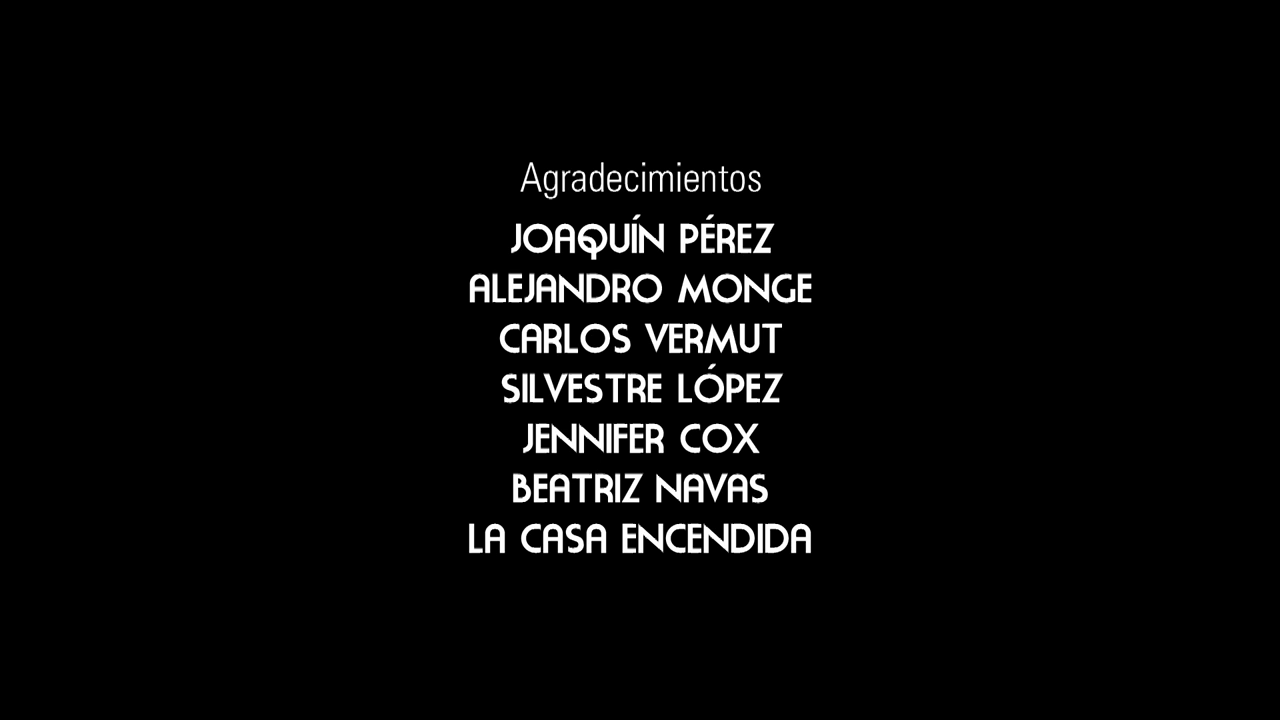 Agradecimientos
JOAQUÍN PÉREZ
ALEJANDRO MONGE
CARLOS VERMUT
SILVESTRE LÓPEZ
JENNIFER COX
BEATRIZ NAVAS
LA CASA ENCENDIDA